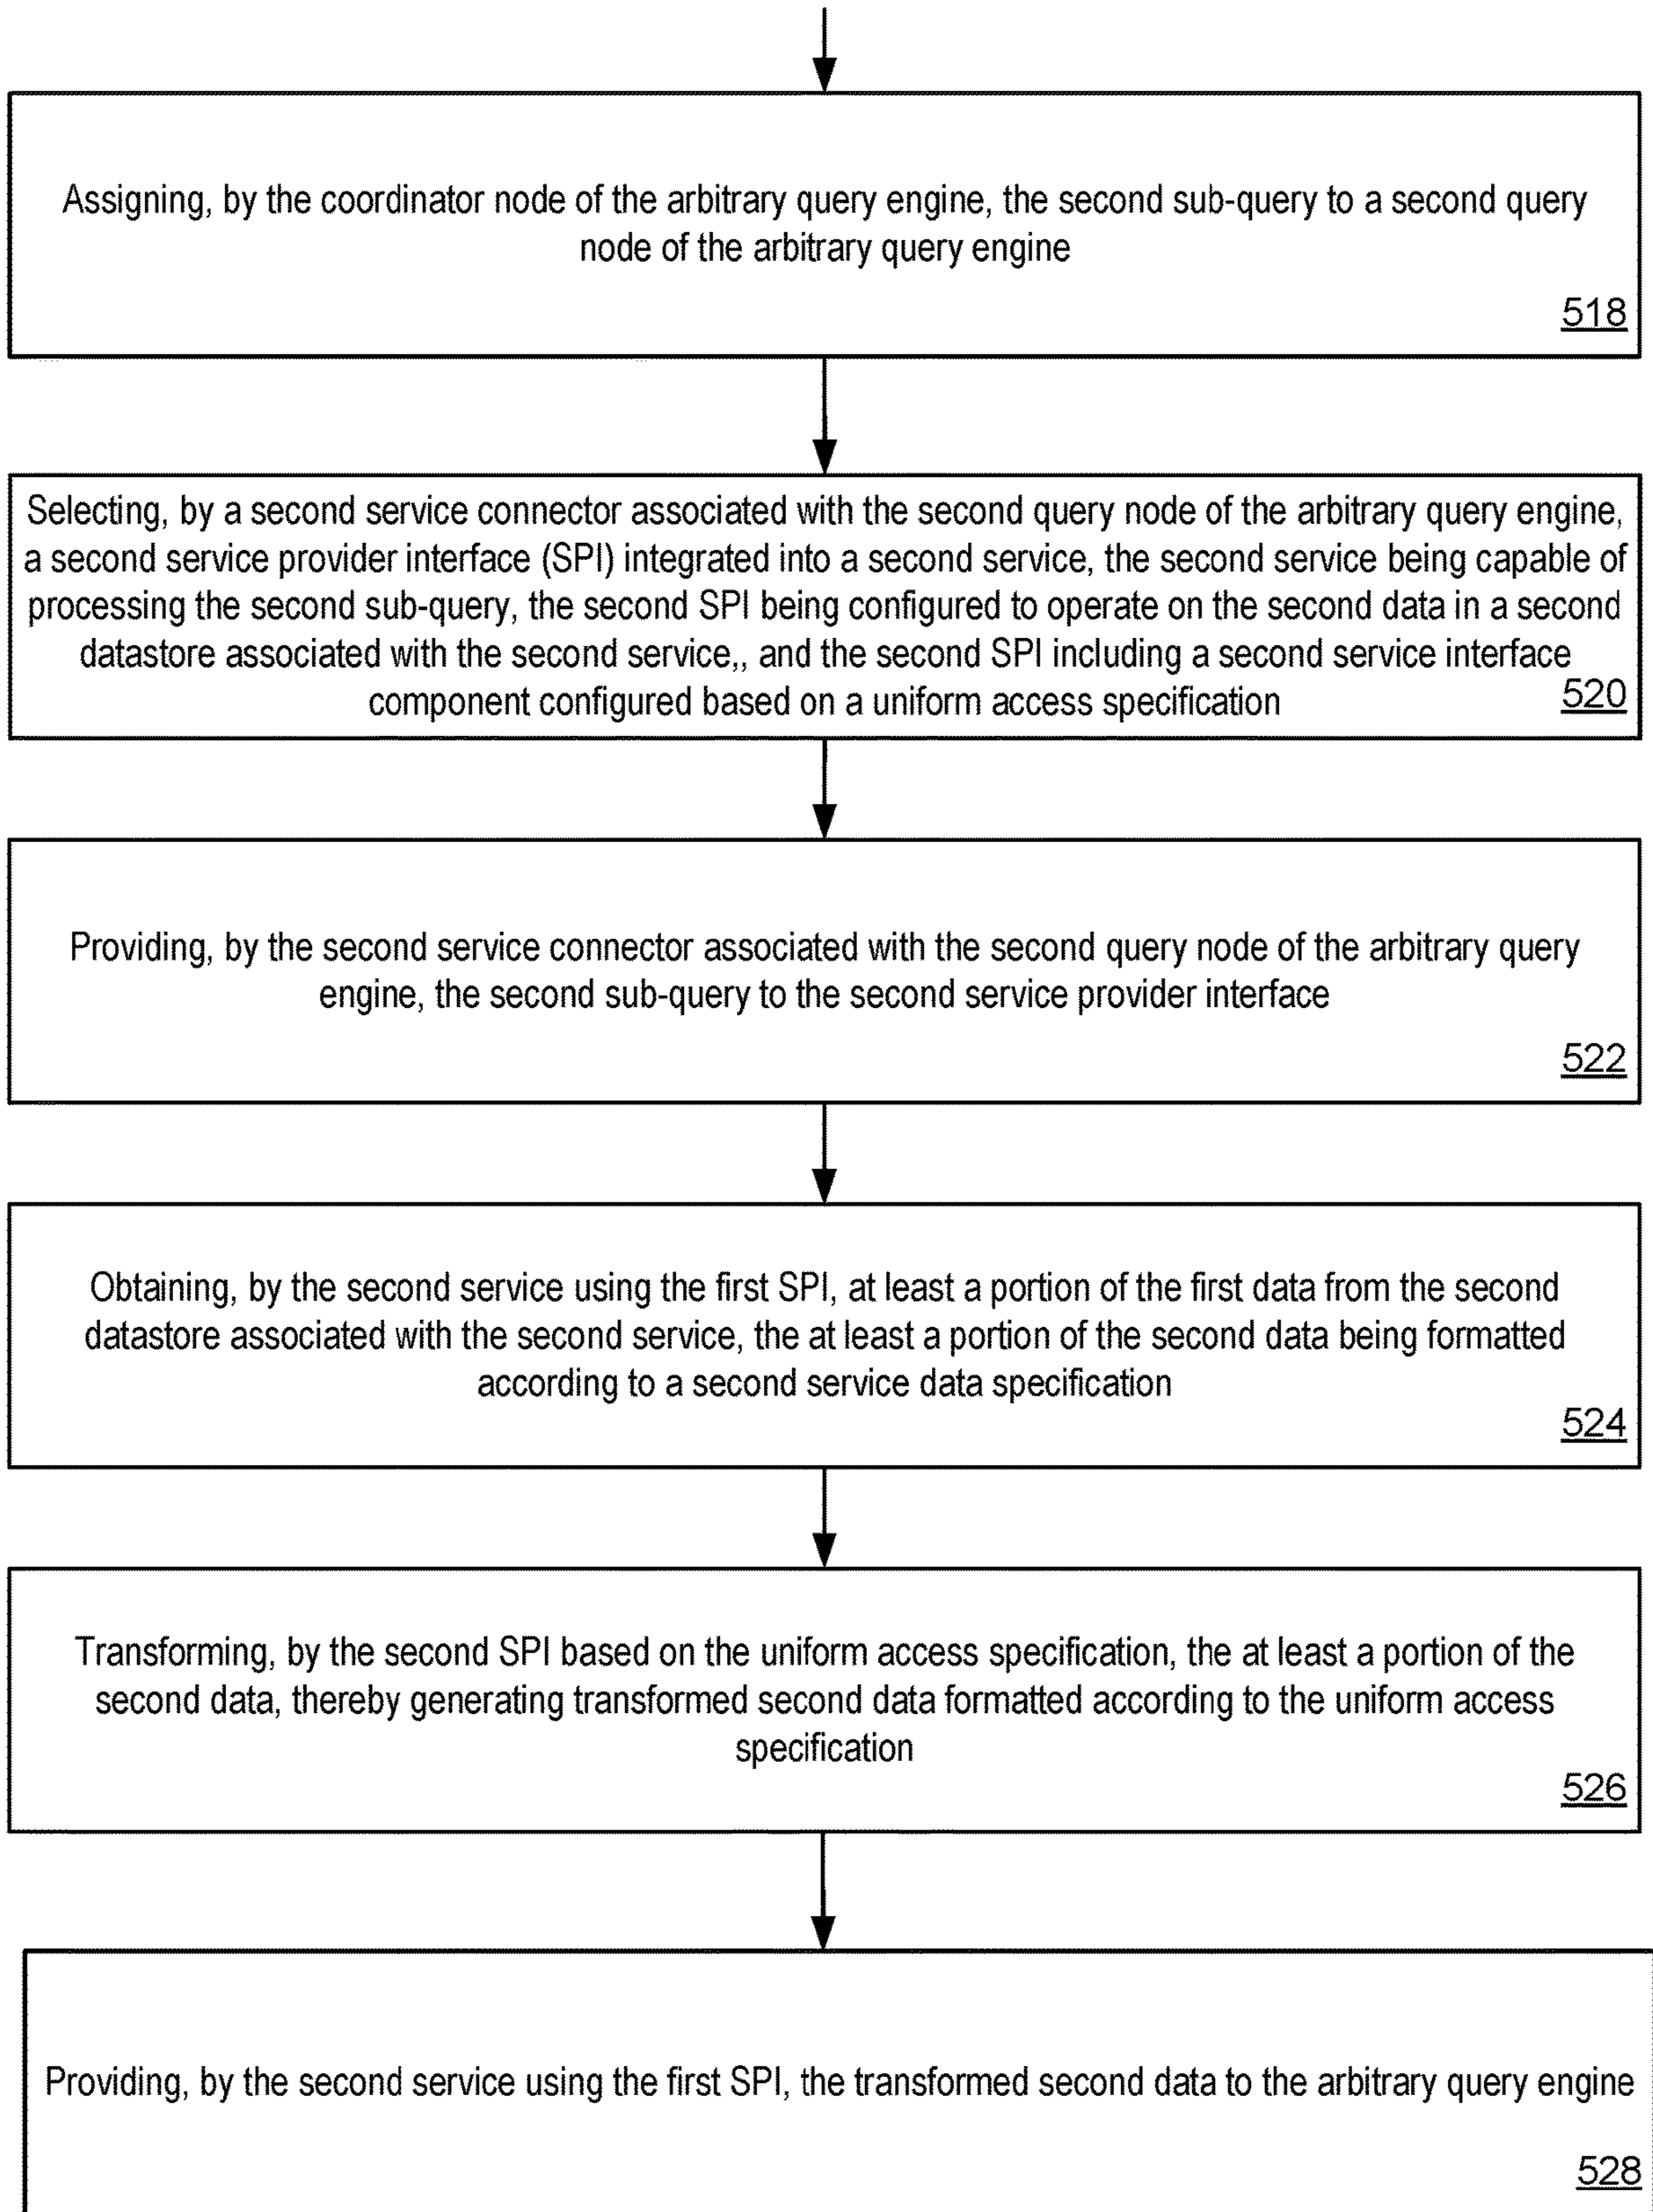 Assigning, by the coordinator node of the arbitrary query engine, the second sub-query to a second query
node of the arbitrary query engine
518
Selecting, by a second service connector associated with the second query node of the arbitrary query engine,
a second service provider interface (SPI) integrated into a second service, the second service being capable of
processing the second sub-query, the second SPI being configured to operate on the second data in a second
datastore associated with the second service,, and the second SPI including a second service interface
component configured based on a uniform access specification
520
Providing, by the second service connector associated with the second query node of the arbitrary query
engine, the second sub-query to the second service provider interface
522
Obtaining, by the second service using the first SPI, at least a portion of the first data from the second
datastore associated with the second service, the at least a portion of the second data being formatted
according to a second service data specification
524
Transforming, by the second SPI based on the uniform access specification, the at least a portion of the
second data, thereby generating transformed second data formatted according to the uniform access
specification
526
Providing, by the second service using the first SPI, the transformed second data to the arbitrary query engine
528